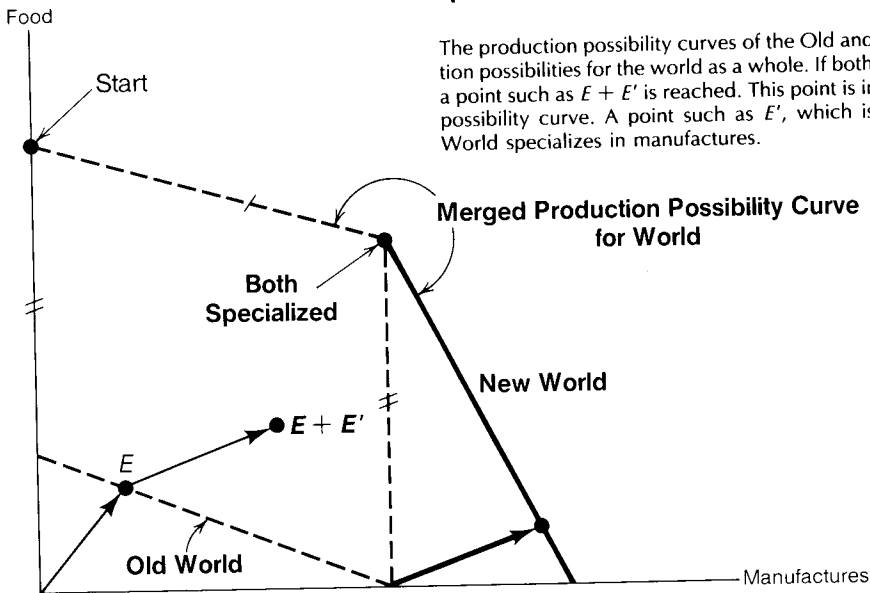 Food
The production possibility curves of the Old and
tion possibilities for the world as a whole. If both
a point such as E + E′ is reached. This point is in
possibility curve. A point such as E′, which is
World specializes in manufactures.
Start
Merged Production Possibility Curve
for World
Both
Specialized
New World
E + E′
E
Old World
Manufactures